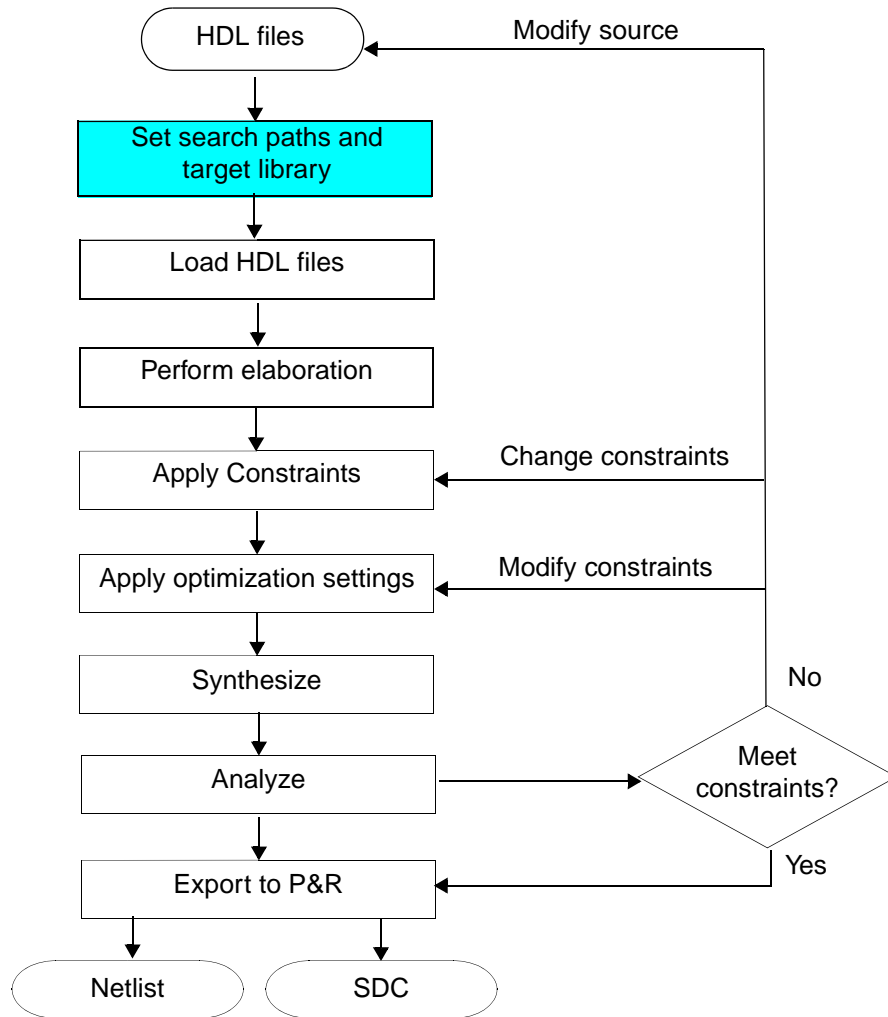 HDL files
Modify source
Set search paths and
target library
Load HDL files
Perform elaboration
Apply Constraints
Change constraints
Apply optimization settings
Modify constraints
Synthesize
No
Analyze
Meet
constraints?
Export to P&R
Yes
Netlist
SDC